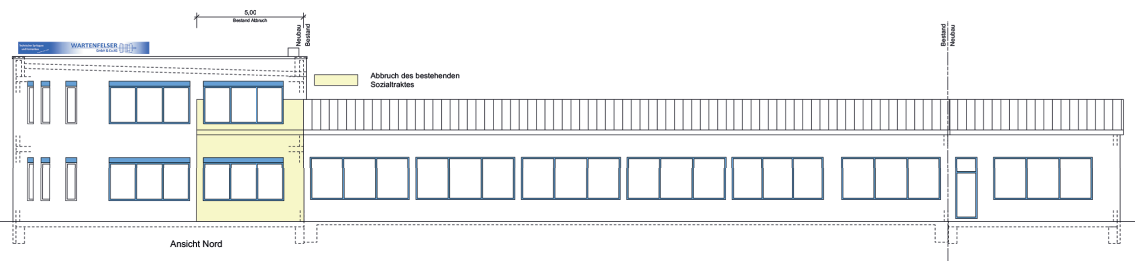 5,00
Bestand Abbruch
Neubau
Bestand
Bestand
Neubau
WARTENFELSER
GmbH & Co.KG
Abbruch des bestehenden
Sozialtraktes
Ansicht Nord